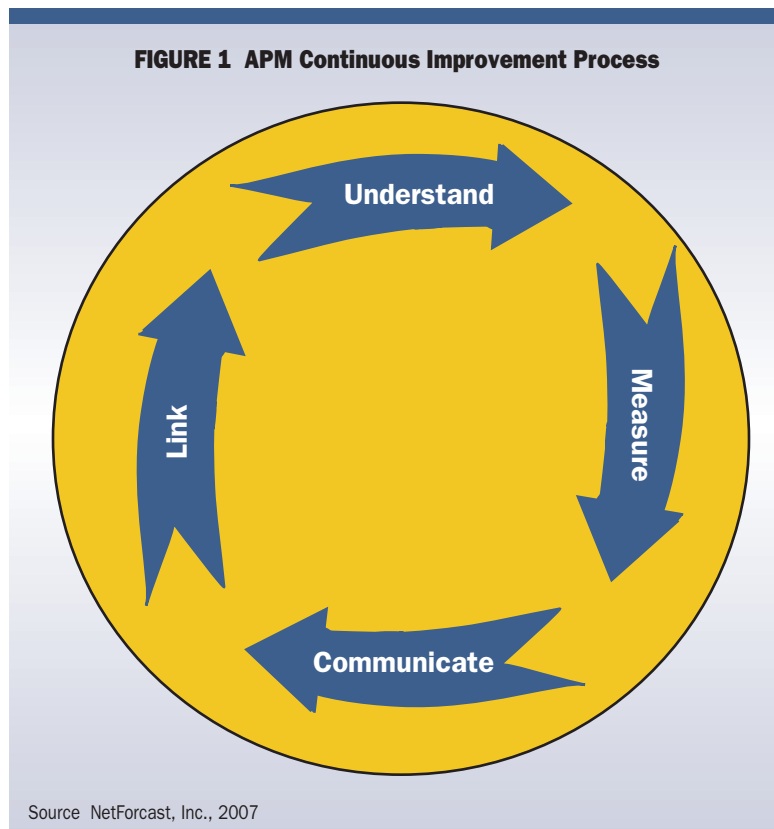 FIGURE 1 APM Continuous Improvement Process
Understand
Measure
Communicate
Link
Source NetForcast, Inc., 2007